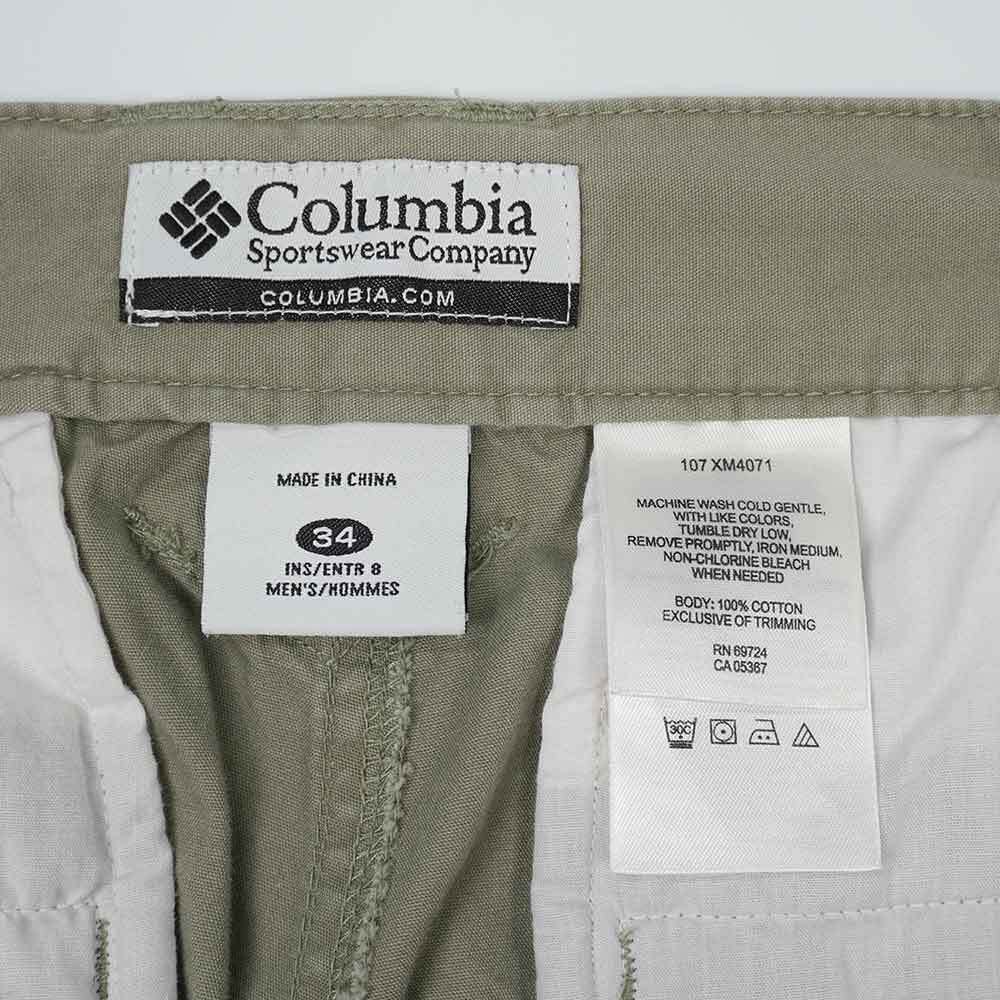 Columbia
Sportswear Company
COLUMBIA.COM
MADE IN CHINA
34
INS/ENTR 8
MEN'S/HOMMES
107 XM4071
MACHINE WASH COLD GENTLE,
WITH LIKE COLORS,
TUMBLE DRY LOW,
REMOVE PROMPTLY, IRON MEDIUM,
NON-CHLORINE BLEACH
WHEN NEEDED
BODY: 100% COTTON
EXCLUSIVE OF TRIMMING
RN 69724
CA 05367
30C